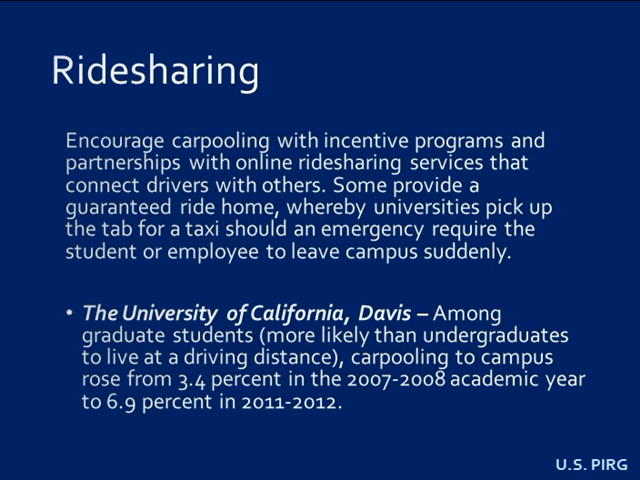 Ridesharing
Encourage carpooling with incentive programs and
partnerships with online ridesharing services that
connect drivers with others. Some provide a
guaranteed ride home, whereby universities pick up
the tab for a taxi should an emergency require the
student or employee to leave campus suddenly.
• The University of California, Davis – Among
graduate students (more likely than undergraduates
to live at a driving distance), carpooling to campus
rose from 3.4 percent in the 2007-2008 academic year
to 6.9 percent in 2011-2012.
U.S. PIRG